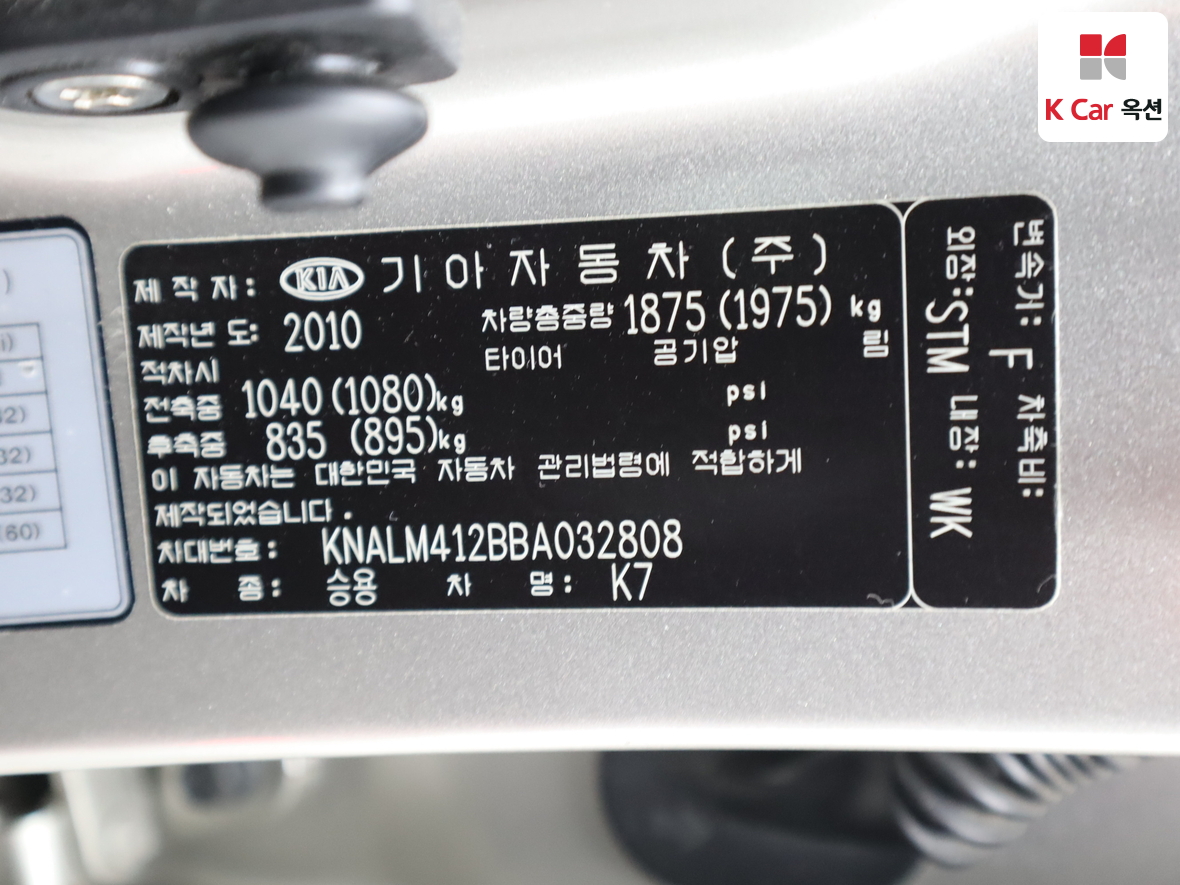 K Car 옥션
제 작 자 : KIA 기 아 자 동 차 ( 주 )
제작년 도: 2010 차량총중량 1875 (1975) kg
적차시 타이어 공기압 림
전축중 1040 (1080)kg psi
후축중 835 (895)kg psi
이 자동차는 대한민국 자동차 관리법령에 적합하게
제작되었습니다 .
차대번호 : KNALM412BBA032808
차 종 : 승용 차 명 : K7
변속기: F 차축비:
외장:STM 내장: WK
32)
32)
(60)